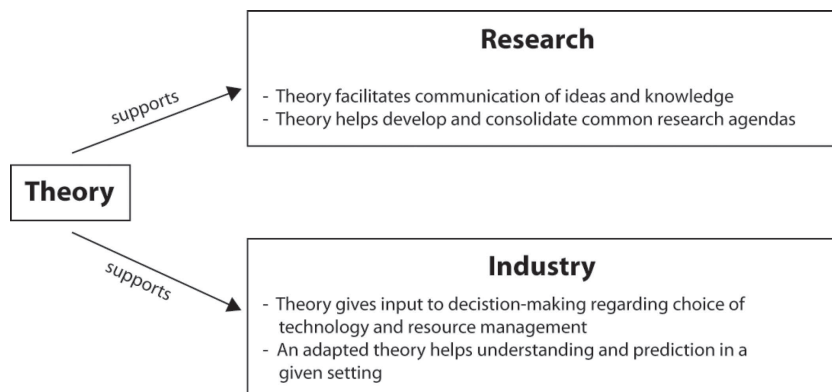 Research
- Theory facilitates communication of ideas and knowledge
- Theory helps develop and consolidate common research agendas
supports
Theory
supports
Industry
- Theory gives input to decistion-making regarding choice of
technology and resource management
- An adapted theory helps understanding and prediction in a
given setting